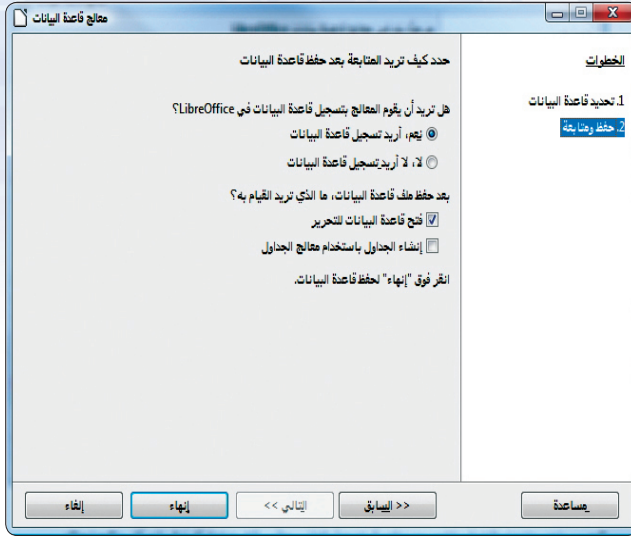 معالج قاعدة البيانات
الخطوات
1. تحديد قاعدة البيانات
2. حفظ ومتابعة
حدد كيف تريد المتابعة بعد حفظ قاعدة البيانات
هل تريد أن يقوم المعالج بتسجيل قاعدة البيانات في LibreOffice؟
نعم، أريد تسجيل قاعدة البيانات
لا، لا أريد تسجيل قاعدة البيانات
بعد حفظ ملف قاعدة البيانات، ما الذي تريد القيام به؟
فتح قاعدة البيانات للتحرير
إنشاء الجداول باستخدام معالج الجداول
انقر فوق "إنهاء" لحفظ قاعدة البيانات.
مساعدة
<< السابق
التالي >>
إنهاء
إلغاء